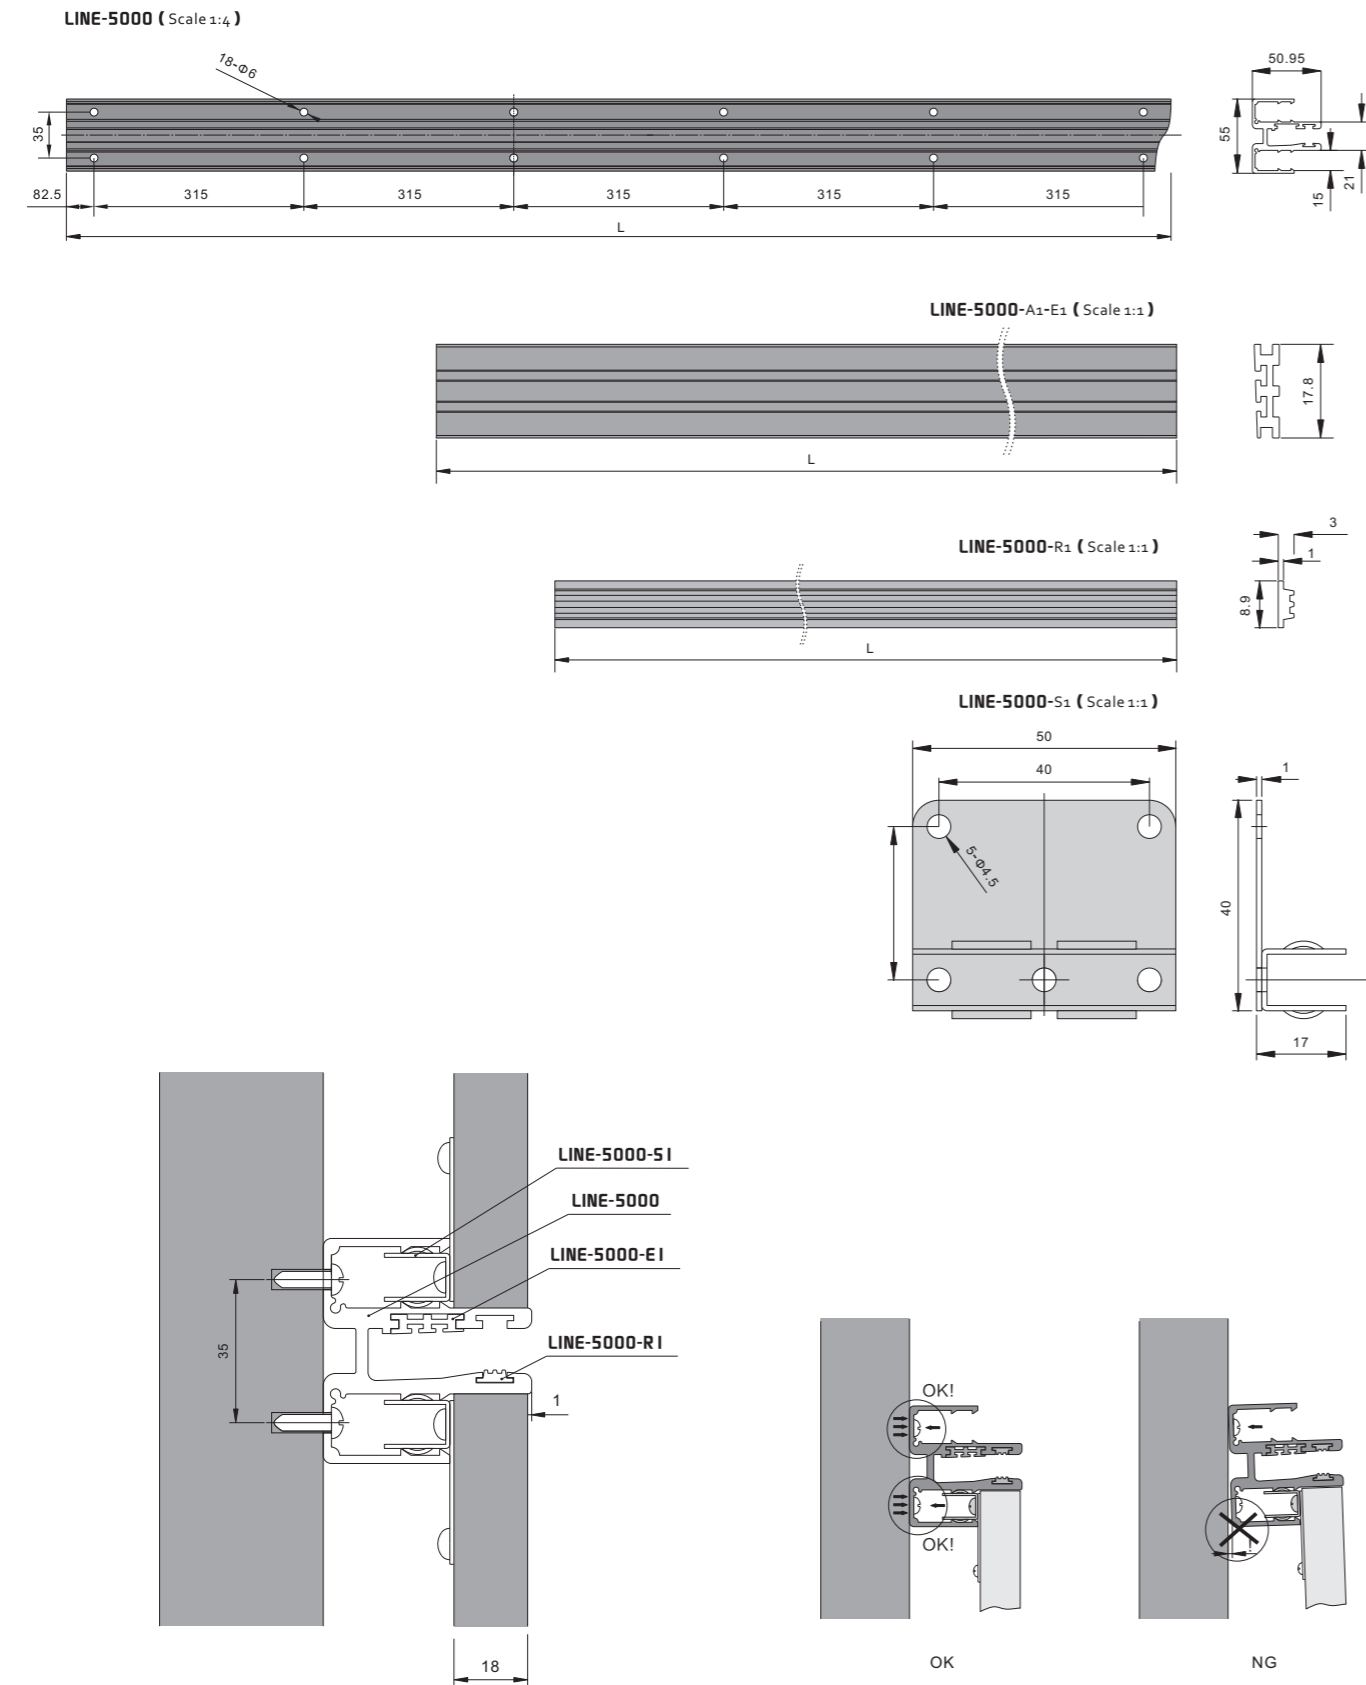 LINE-5000 ( Scale 1:4 )
18-Φ6
50.95
35
55
82.5 315 315 315 315 315
15
21
L
LINE-5000-A1-E1 ( Scale 1:1 )
17.8
L
LINE-5000-R1 ( Scale 1:1 )
3
1
8.9
L
LINE-5000-S1 ( Scale 1:1 )
50
40
1
5-Φ4.5
40
17
LINE-5000-S1
LINE-5000
LINE-5000-E1
LINE-5000-R1
35
1
18
OK!
OK!
!
OK
NG